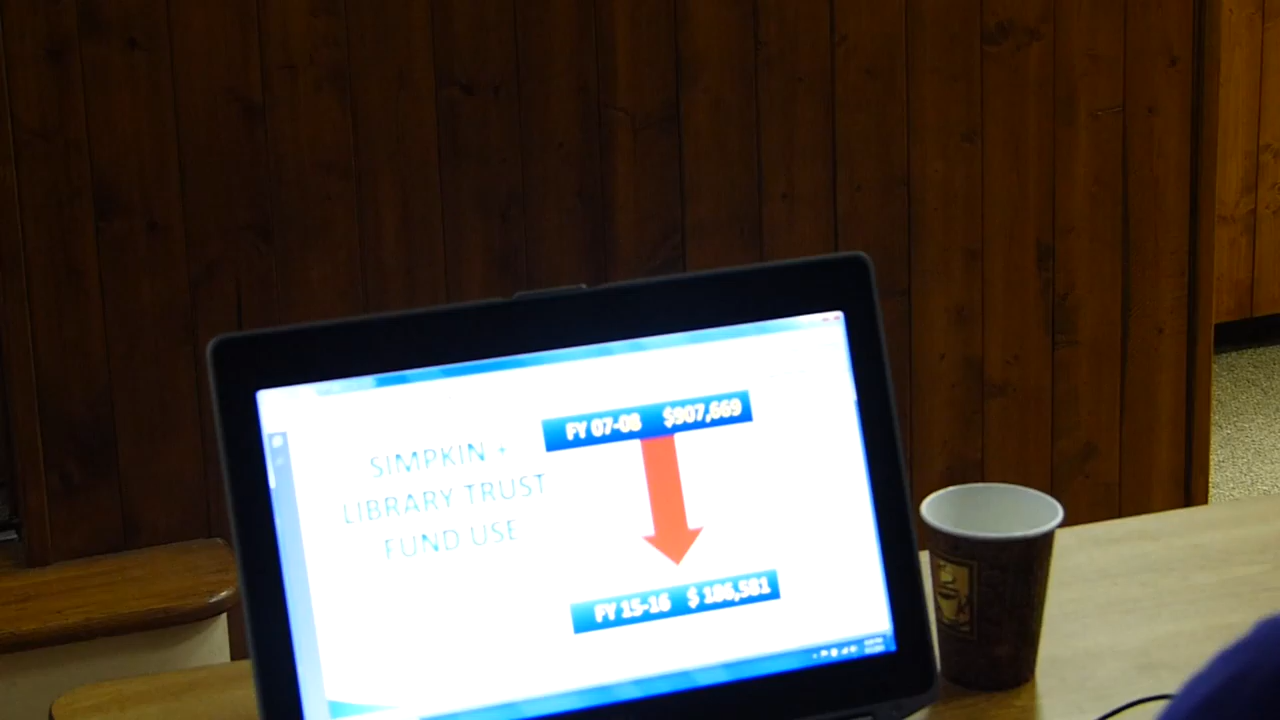 SIMPKIN +
LIBRARY TRUST
FUND USE
FY 07-08 $907,669
FY 15-16 $ 186,581